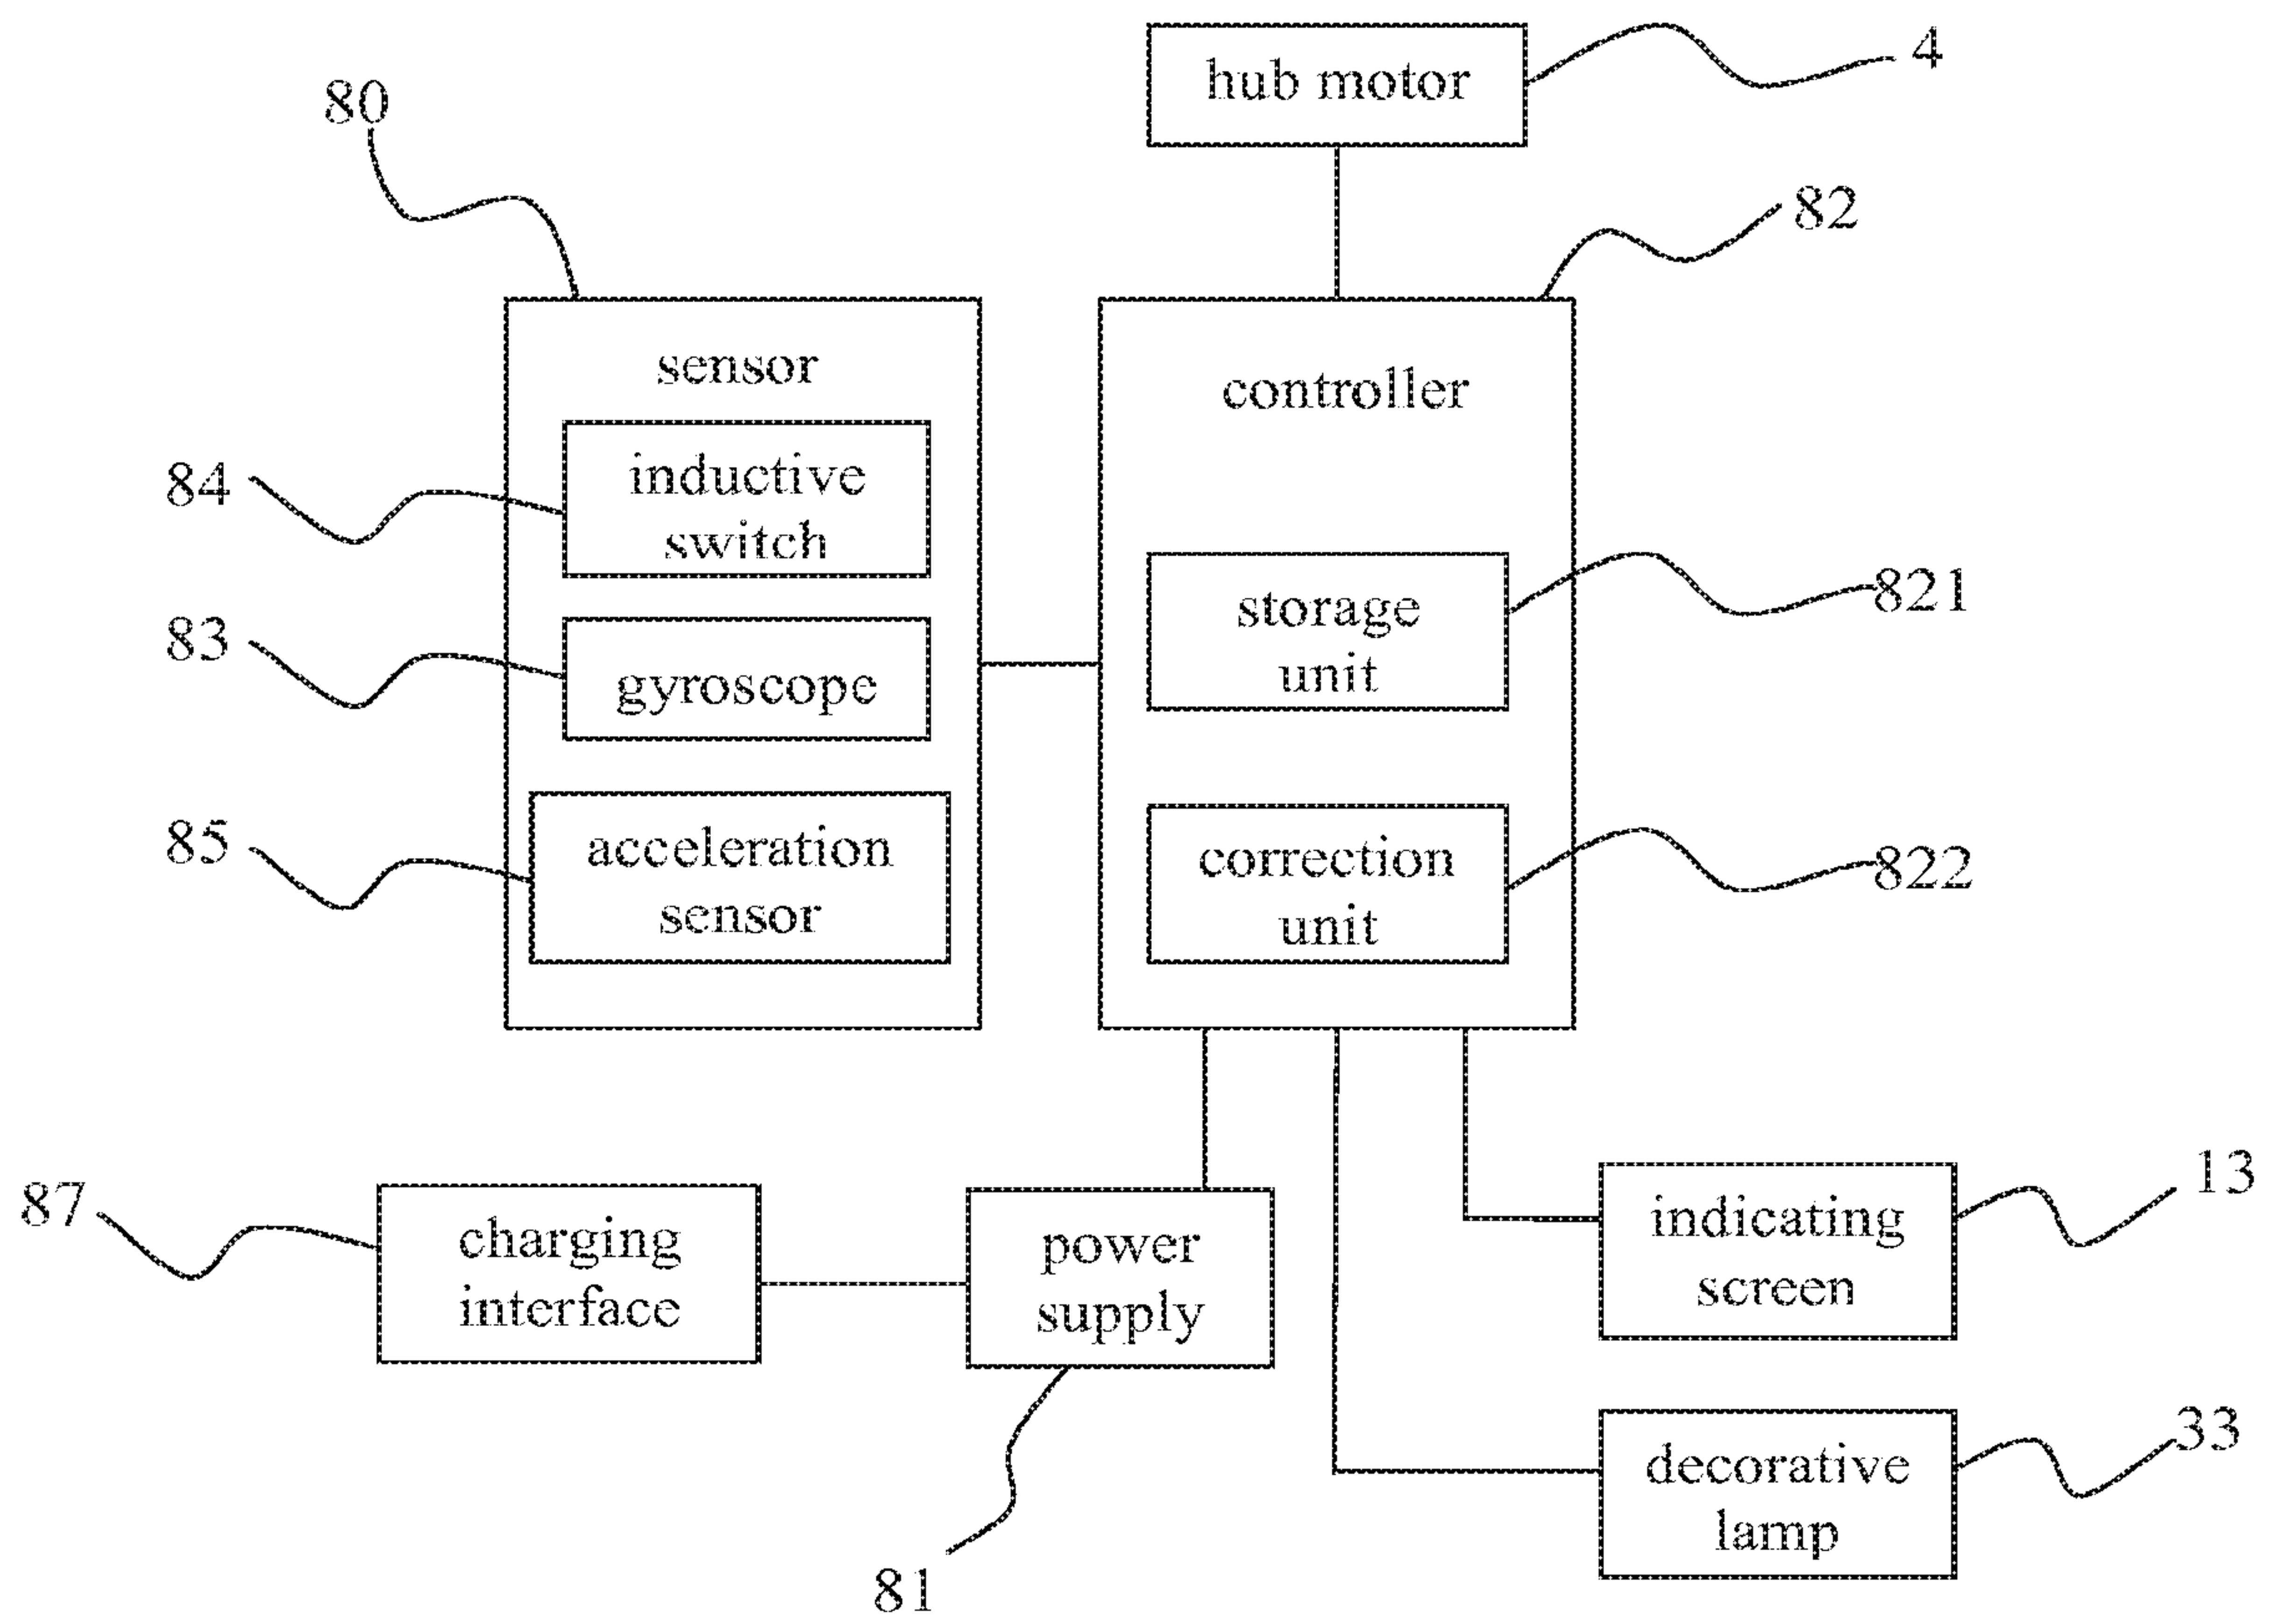 hub motor
4
80
82
sensor
controller
84
inductive
switch
83
gyroscope
storage
unit
821
85
acceleration
sensor
correction
unit
822
87
charging
interface
power
supply
81
indicating
screen
13
decorative
lamp
33